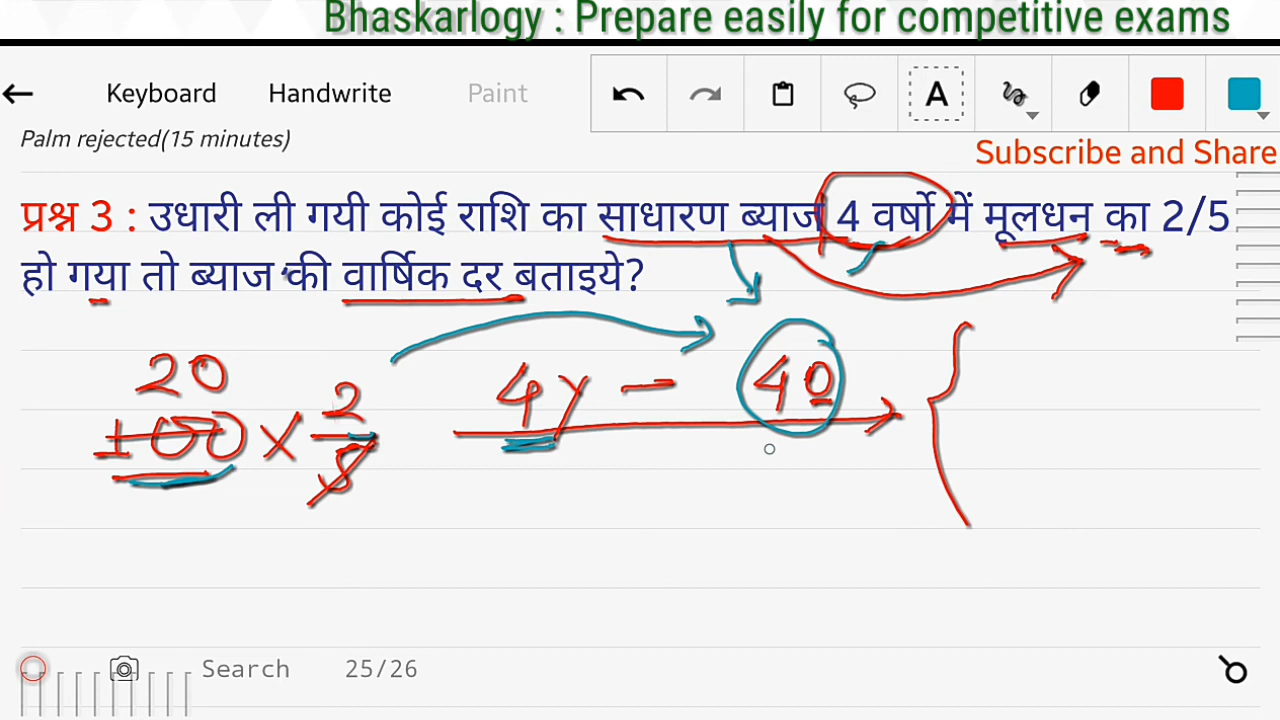 Bhaskarlogy : Prepare easily for competitive exams
Keyboard Handwrite Paint A
Palm rejected(15 minutes)
Subscribe and Share
प्रश्न 3 : उधारी ली गयी कोई राशि का साधारण ब्याज 4 वर्षो में मूलधन का 2/5
हो गया तो ब्याज की वार्षिक दर बताइये?
20
100 × 2/5
4y - 40
Search 25/26